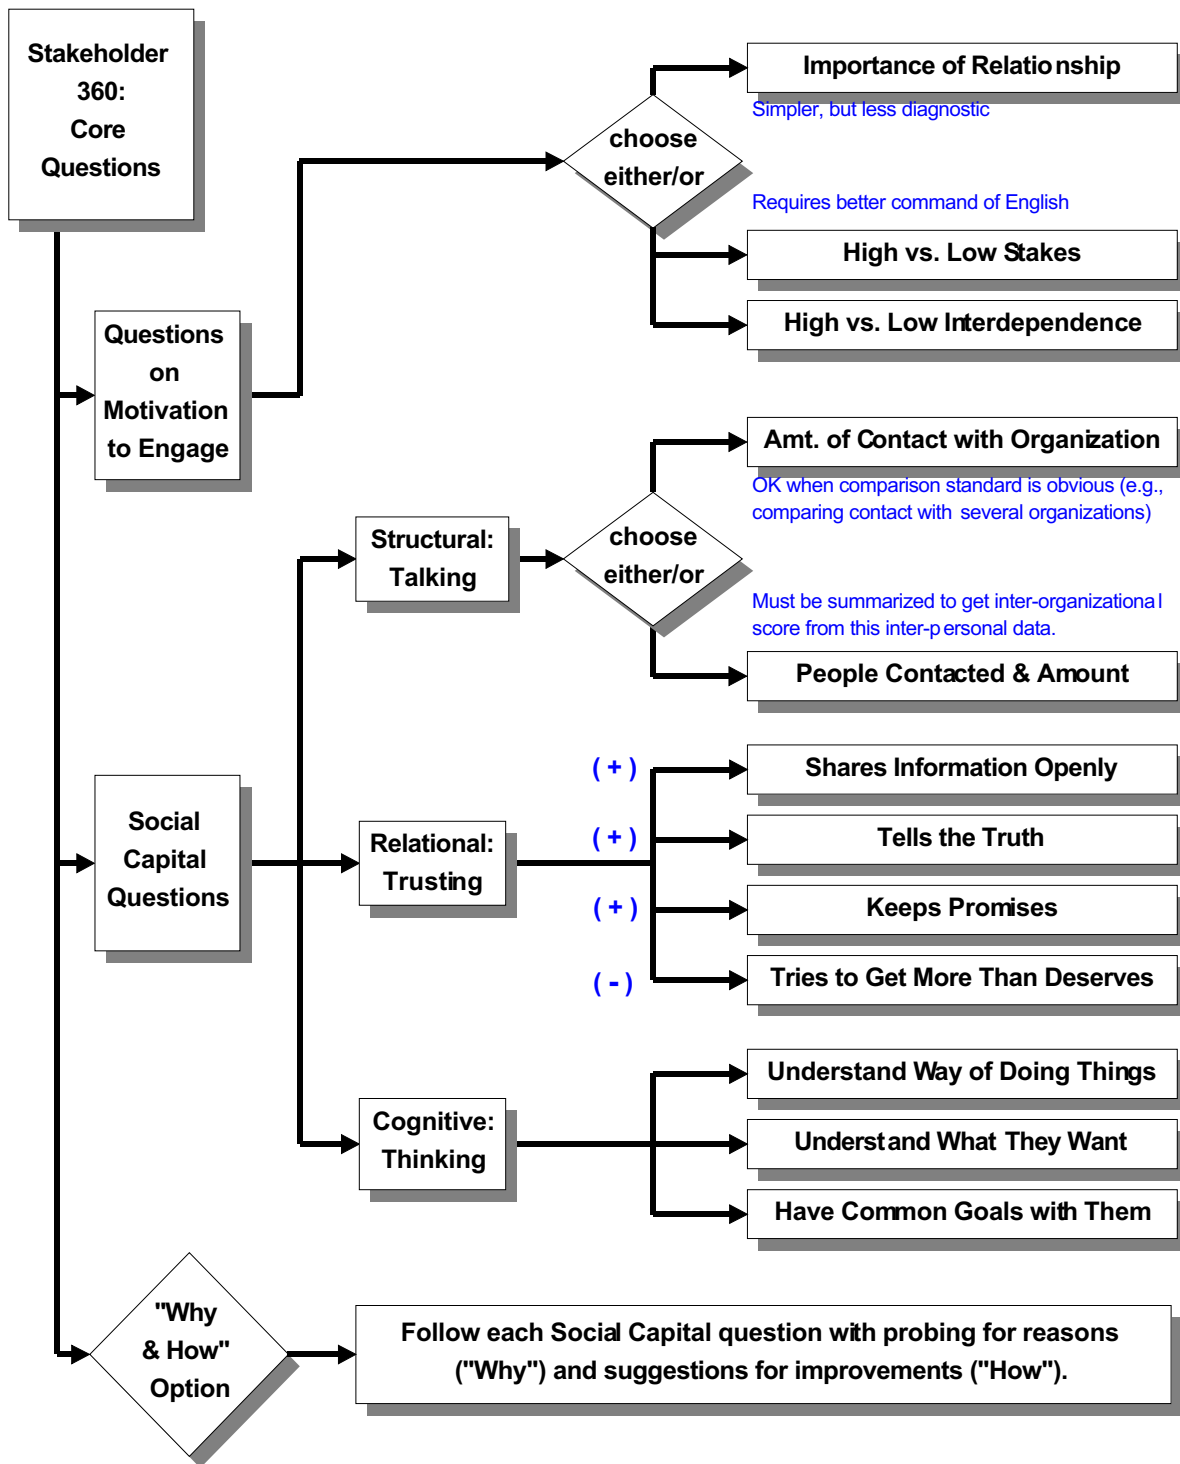 Stakeholder
360:
Core
Questions
choose
either/or
Importance of Relationship
Simpler, but less diagnostic
Requires better command of English
High vs. Low Stakes
High vs. Low Interdependence
Questions
on
Motivation
to Engage
Structural:
Talking
choose
either/or
Amt. of Contact with Organization
OK when comparison standard is obvious (e.g.,
comparing contact with several organizations)
Must be summarized to get inter-organizational
score from this inter-personal data.
People Contacted & Amount
Social
Capital
Questions
Relational:
Trusting
( + )
Shares Information Openly
( + )
Tells the Truth
( + )
Keeps Promises
( - )
Tries to Get More Than Deserves
Cognitive:
Thinking
Understand Way of Doing Things
Understand What They Want
Have Common Goals with Them
"Why
& How"
Option
Follow each Social Capital question with probing for reasons
("Why") and suggestions for improvements ("How").